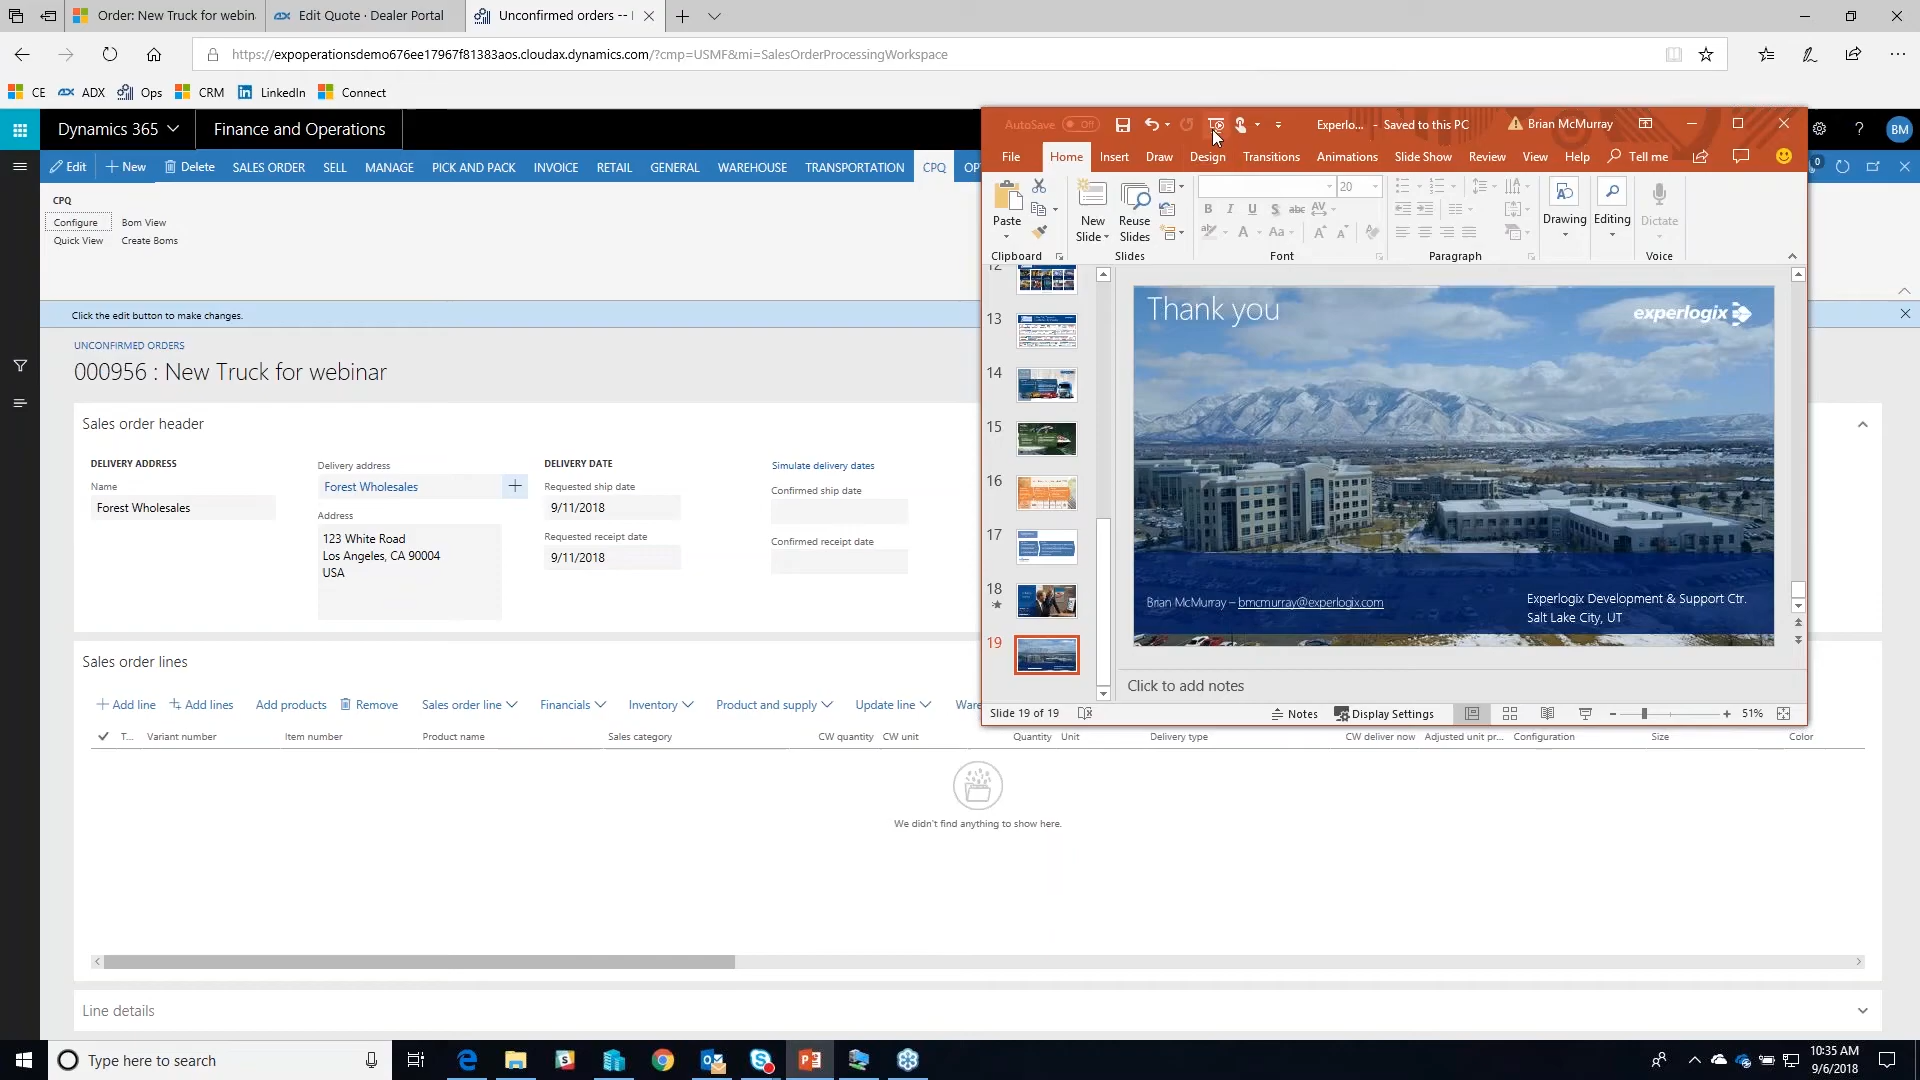 Order: New Truck for webin
Edit Quote · Dealer Portal
Unconfirmed orders -- I
https://expoperationsdemo676ee17967f81383aos.cloudax.dynamics.com/?cmp=USMF&mi=SalesOrderProcessingWorkspace
CE ADX Ops CRM LinkedIn Connect
Dynamics 365
Finance and Operations
BM
Edit New Delete SALES ORDER SELL MANAGE PICK AND PACK INVOICE RETAIL GENERAL WAREHOUSE TRANSPORTATION CPQ OP
0
CPQ
Configure Bom View
Quick View Create Boms
Click the edit button to make changes.
UNCONFIRMED ORDERS
000956 : New Truck for webinar
Sales order header
DELIVERY ADDRESS
Name
Forest Wholesales
Delivery address
Forest Wholesales
Address
123 White Road
Los Angeles, CA 90004
USA
DELIVERY DATE
Requested ship date
9/11/2018
Requested receipt date
9/11/2018
Simulate delivery dates
Confirmed ship date
Confirmed receipt date
Sales order lines
Add line Add lines Add products Remove Sales order line Financials Inventory Product and supply Update line Ware
T... Variant number Item number Product name Sales category CW quantity CW unit Quantity Unit Delivery type CW deliver now Adjusted unit pr... Configuration Size Color
We didn't find anything to show here.
Line details
AutoSave Off
Experlo... - Saved to this PC
Brian McMurray
File Home Insert Draw Design Transitions Animations Slide Show Review View Help Tell me
Paste
New
Slide
Reuse
Slides
20
B I U S abc AV
A Aa A A
Drawing
Editing
Dictate
Clipboard Slides Font Paragraph Voice
12
13
14
15
16
17
18
19
Thank you
experlogix
Brian McMurray – bmcmurray@experlogix.com
Experlogix Development & Support Ctr.
Salt Lake City, UT
Click to add notes
Slide 19 of 19
Notes
Display Settings
51%
Type here to search
10:35 AM
9/6/2018